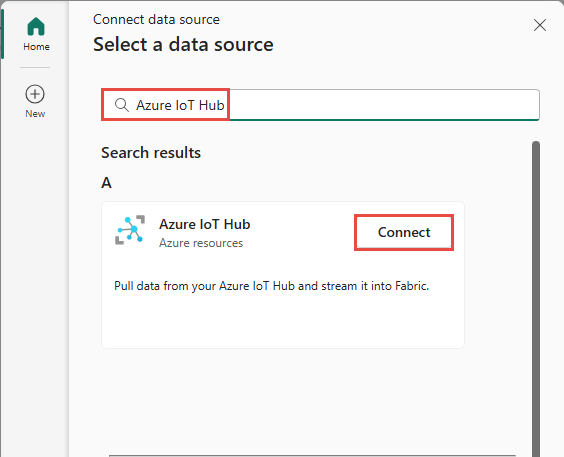 Connect data source
Select a data source
Home
New
Azure IoT Hub
Search results
A
Azure IoT Hub
Azure resources
Connect
Pull data from your Azure IoT Hub and stream it into Fabric.